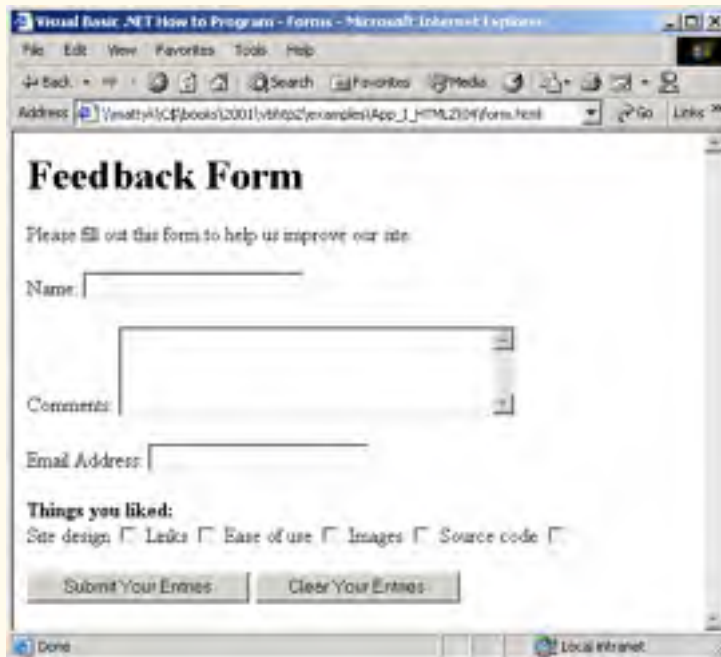 Visual Basic .NET How to Program - Forms - Microsoft Internet Explorer
File Edit View Favorites Tools Help
Back Search Favorites Media
Address form.html Go Links »
Feedback Form
Please fill out this form to help us improve our site.
Name:
Comments:
Email Address:
Things you liked:
Site design Links Ease of use Images Source code
Submit Your Entries Clear Your Entries
Done Local intranet